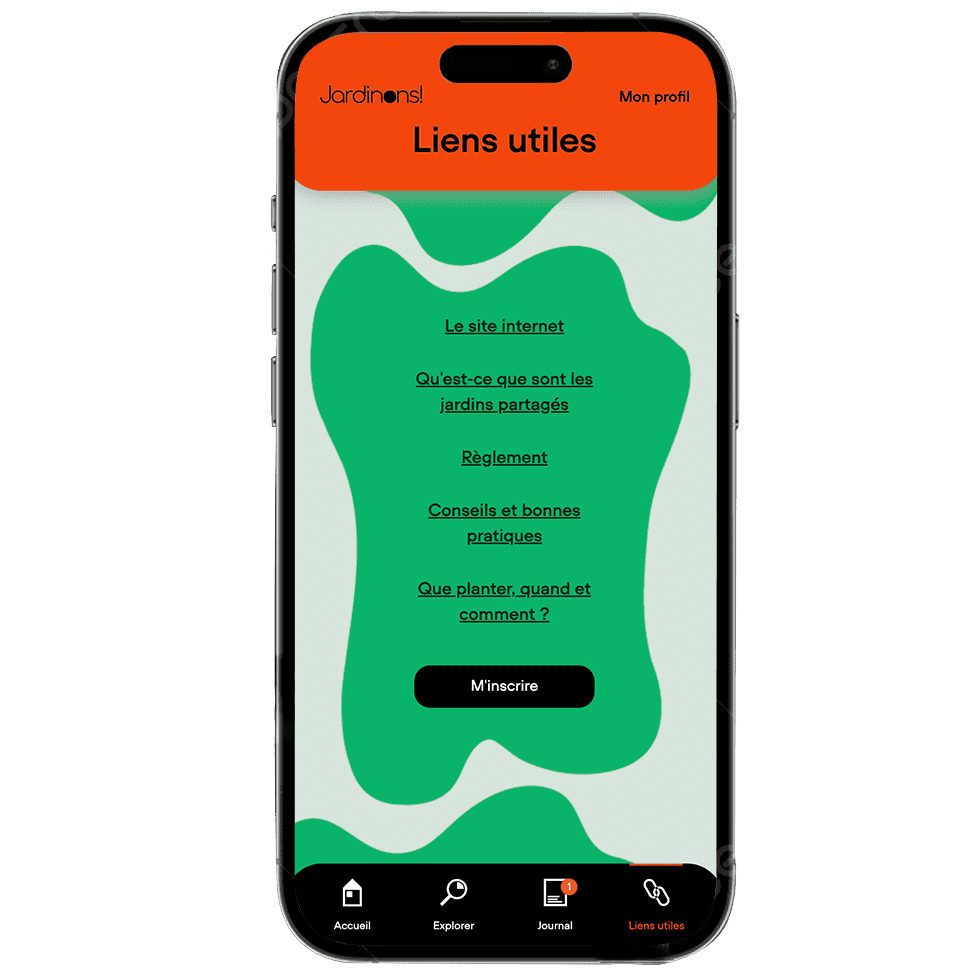 Jardinons!
Mon profil
Liens utiles
Le site internet
Qu'est-ce que sont les
jardins partagés
Règlement
Conseils et bonnes
pratiques
Que planter, quand et
comment ?
M'inscrire
1
Accueil
Explorer
Journal
Liens utiles